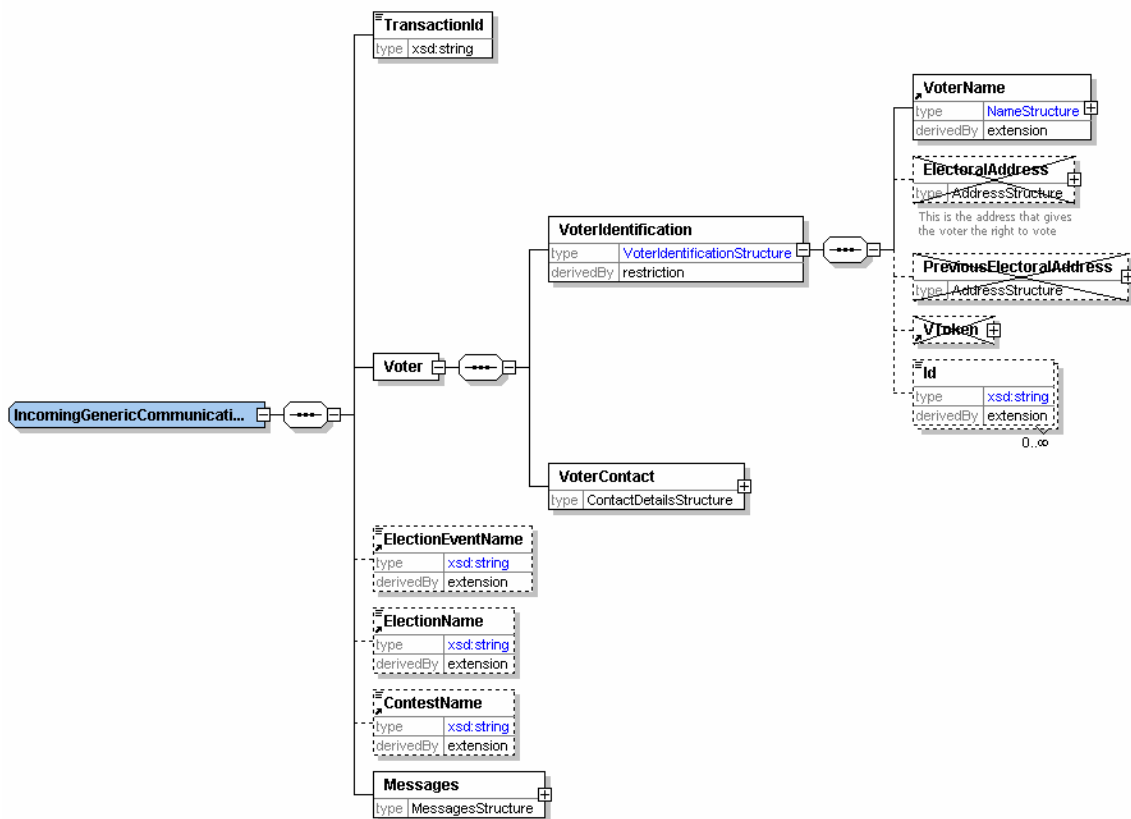 TransactionId
type xsd:string
VoterName
type NameStructure
derivedBy extension
ElectoralAddress
type AddressStructure
This is the address that gives
the voter the right to vote
VoterIdentification
type VoterIdentificationStructure
derivedBy restriction
PreviousElectoralAddress
type AddressStructure
VToken
Id
type xsd:string
derivedBy extension
0..∞
Voter
IncomingGenericCommunicati...
VoterContact
type ContactDetailsStructure
ElectionEventName
type xsd:string
derivedBy extension
ElectionName
type xsd:string
derivedBy extension
ContestName
type xsd:string
derivedBy extension
Messages
type MessagesStructure